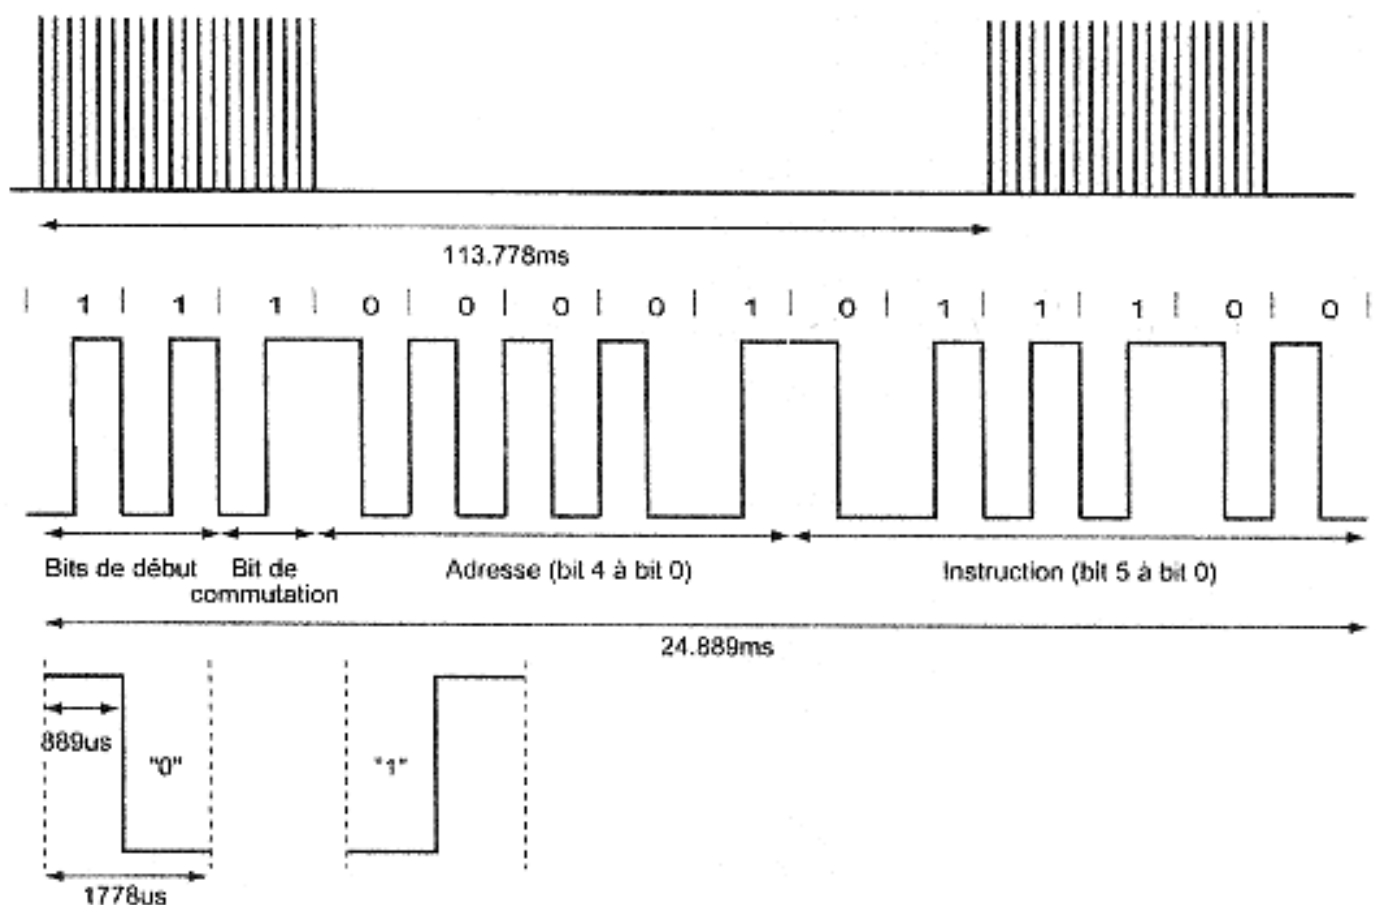 113.778ms
| 1 | 1 | 1 | 0 | 0 | 0 | 0 | 1 | 0 | 1 | 1 | 1 | 0 | 0 |
Bits de début Bit de commutation Adresse (bit 4 à bit 0) Instruction (bit 5 à bit 0)
24.889ms
889us
"0" "1"
1778us